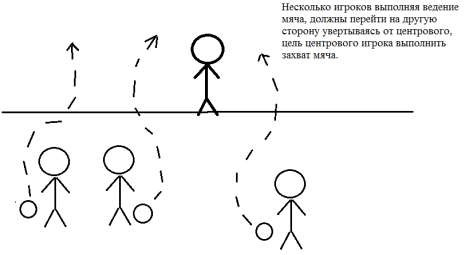 Несколько игроков выполняя ведение
мяча, должны перейти на другую
сторону увертываясь от центрового,
цель центрового игрока выполнить
захват мяча.